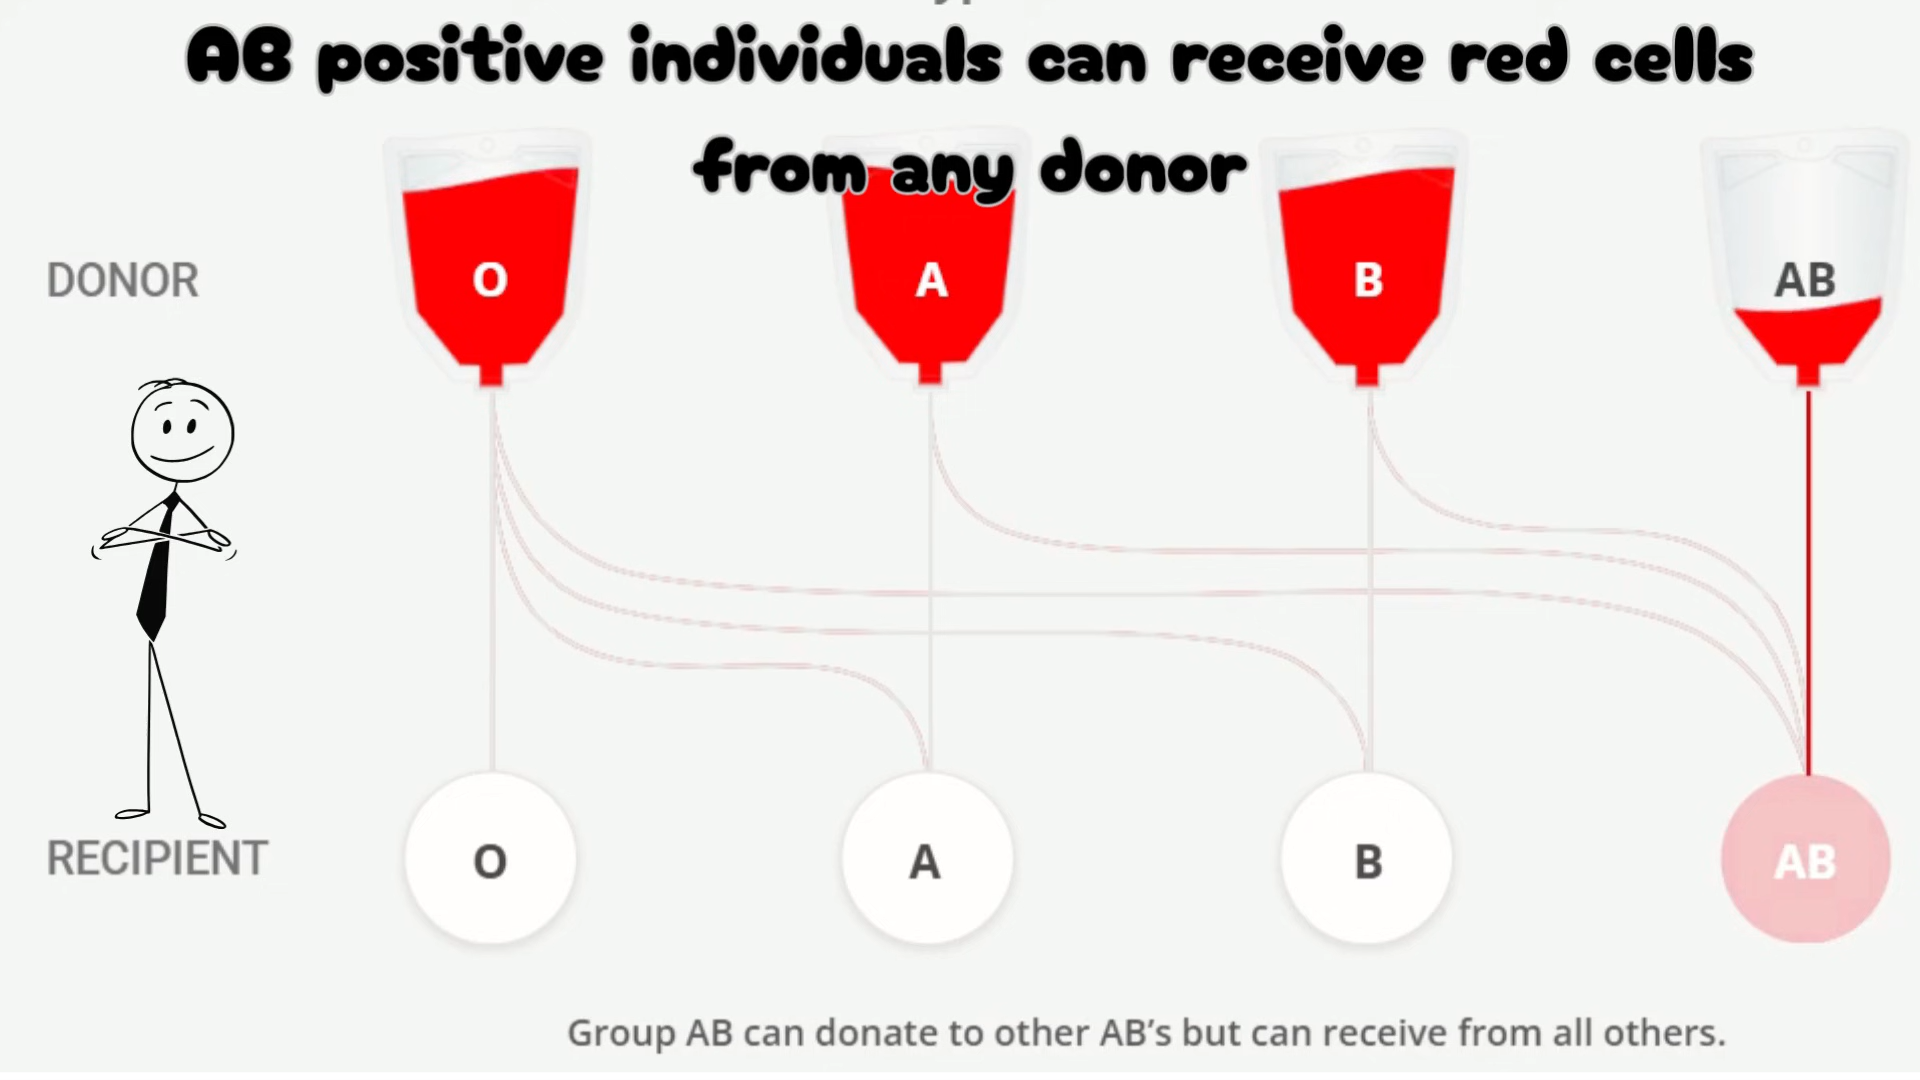 AB positive individuals can receive red cells
from any donor
DONOR
O
A
B
AB
RECIPIENT
O
A
B
AB
Group AB can donate to other AB’s but can receive from all others.